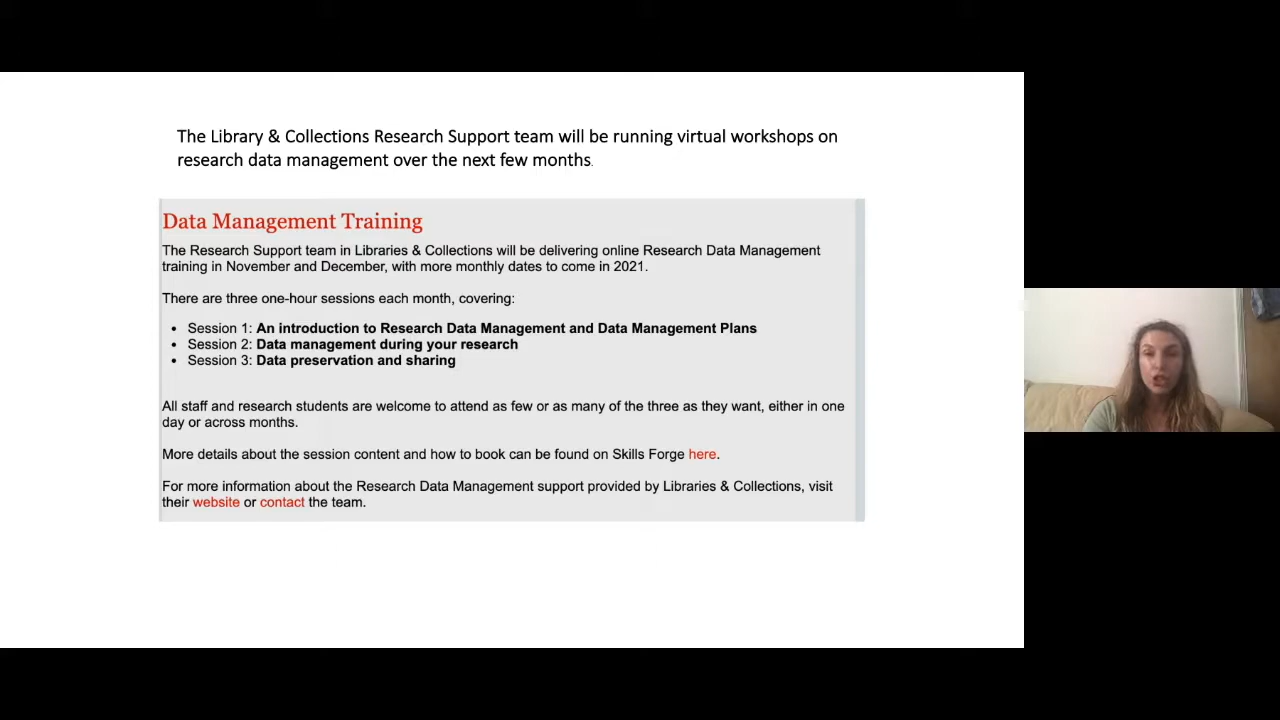 The Library & Collections Research Support team will be running virtual workshops on
research data management over the next few months.
Data Management Training
The Research Support team in Libraries & Collections will be delivering online Research Data Management
training in November and December, with more monthly dates to come in 2021.
There are three one-hour sessions each month, covering:
• Session 1: An introduction to Research Data Management and Data Management Plans
• Session 2: Data management during your research
• Session 3: Data preservation and sharing
All staff and research students are welcome to attend as few or as many of the three as they want, either in one
day or across months.
More details about the session content and how to book can be found on Skills Forge here.
For more information about the Research Data Management support provided by Libraries & Collections, visit
their website or contact the team.